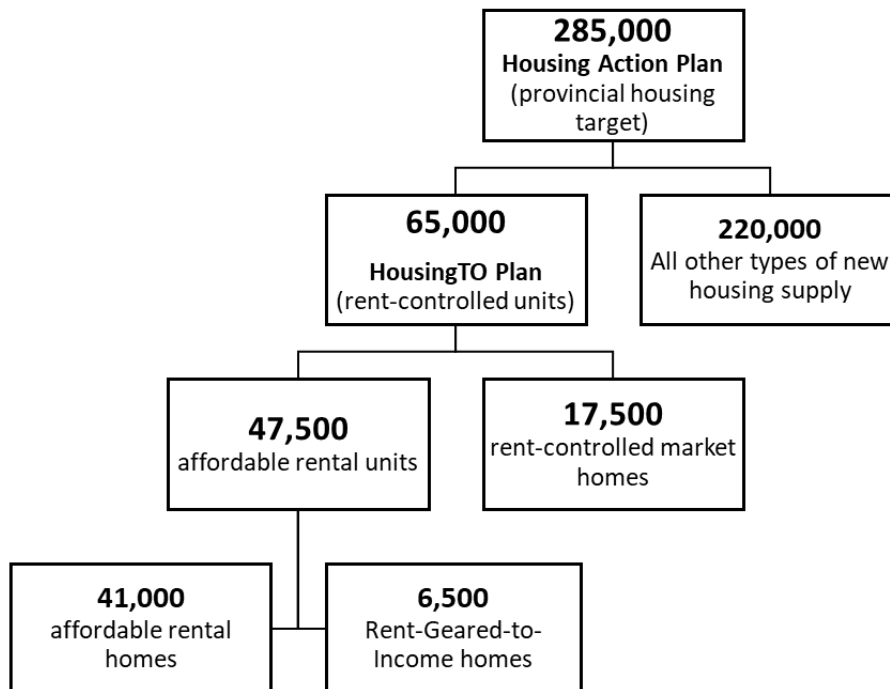 285,000
Housing Action Plan
(provincial housing
target)
65,000
HousingTO Plan
(rent-controlled units)
220,000
All other types of new
housing supply
47,500
affordable rental units
17,500
rent-controlled market
homes
41,000
affordable rental
homes
6,500
Rent-Geared-to-
Income homes